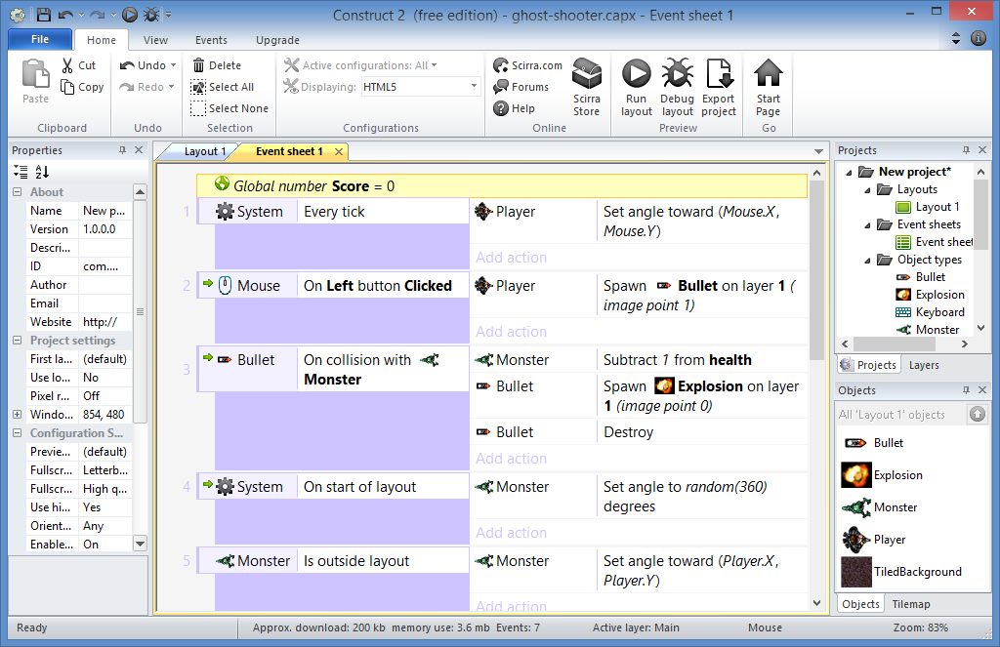 Construct 2 (free edition) - ghost-shooter.capx - Event sheet 1
File Home View Events Upgrade
Paste
Cut
Copy
Clipboard
Undo
Redo
Undo
Delete
Select All
Select None
Selection
Active configurations: All
Displaying: HTML5
Configurations
Scirra.com
Forums
Help
Scirra
Store
Online
Run
layout
Debug
layout
Export
project
Preview
Start
Page
Go
Properties
About
Name New p...
Version 1.0.0.0
Descri...
ID com....
Author
Email
Website http://
Project settings
First la... (default)
Use lo... No
Pixel r... Off
Windo... 854, 480
Configuration S...
Previe... (default)
Fullscr... Letterb...
Fullscr... High q...
Use hi... Yes
Orient... Any
Enable... On
Layout 1 Event sheet 1
Global number Score = 0
1 System Every tick Player Set angle toward (Mouse.X,
Mouse.Y)
Add action
2 Mouse On Left button Clicked Player Spawn Bullet on layer 1 (
image point 1)
Add action
3 Bullet On collision with
Monster
Monster Subtract 1 from health
Bullet Spawn Explosion on layer
1 (image point 0)
Bullet Destroy
Add action
4 System On start of layout Monster Set angle to random(360)
degrees
Add action
5 Monster Is outside layout Monster Set angle toward (Player.X,
Player.Y)
Add action
Projects
New project*
Layouts
Layout 1
Event sheets
Event sheet
Object types
Bullet
Explosion
Keyboard
Monster
Projects Layers
Objects
All 'Layout 1' objects
Bullet
Explosion
Monster
Player
TiledBackground
Objects Tilemap
Ready Approx. download: 200 kb memory use: 3.6 mb Events: 7 Active layer: Main Mouse Zoom: 83%